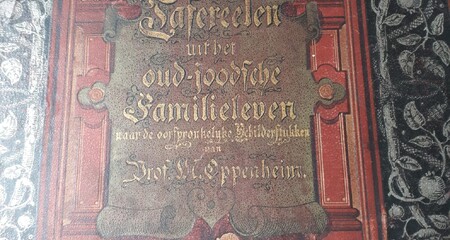 Tafereelen
uit het
oud-joodsche
Familieleven
naar de oorspronkelijke Schilderstukken
van
Prof. M. Oppenheim.